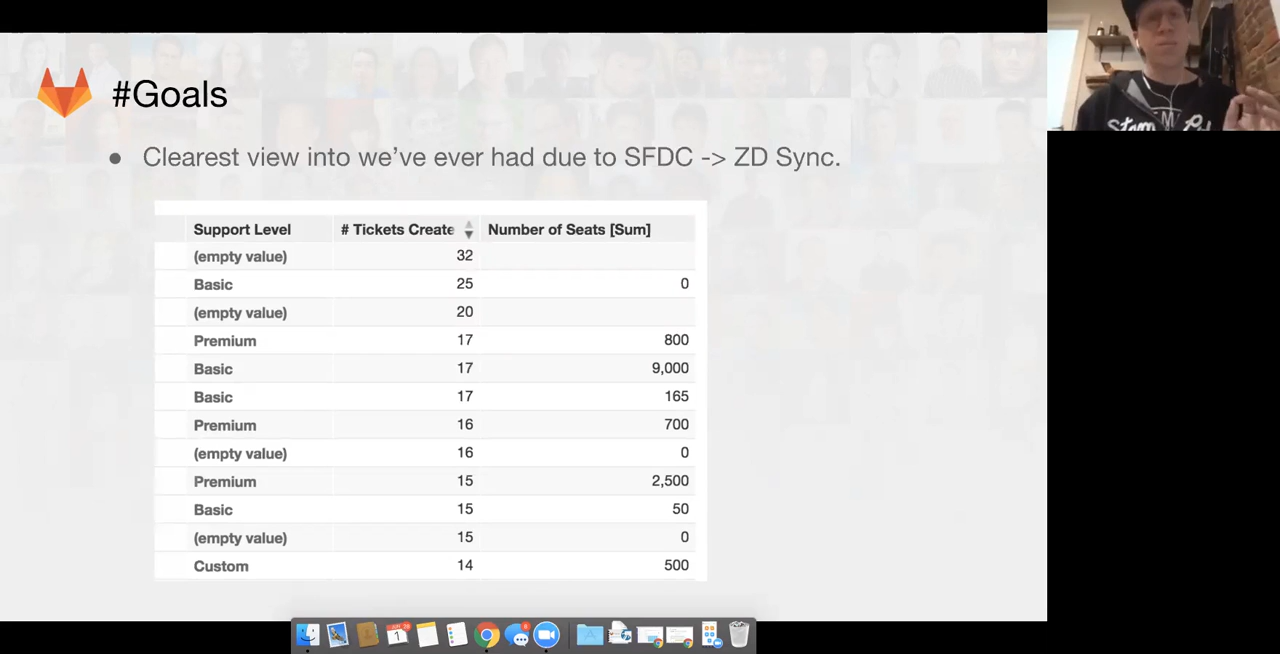 #Goals
● Clearest view into we've ever had due to SFDC -> ZD Sync.
Support Level # Tickets Create Number of Seats [Sum]
(empty value) 32
Basic 25 0
(empty value) 20
Premium 17 800
Basic 17 9,000
Basic 17 165
Premium 16 700
(empty value) 16 0
Premium 15 2,500
Basic 15 50
(empty value) 15 0
Custom 14 500